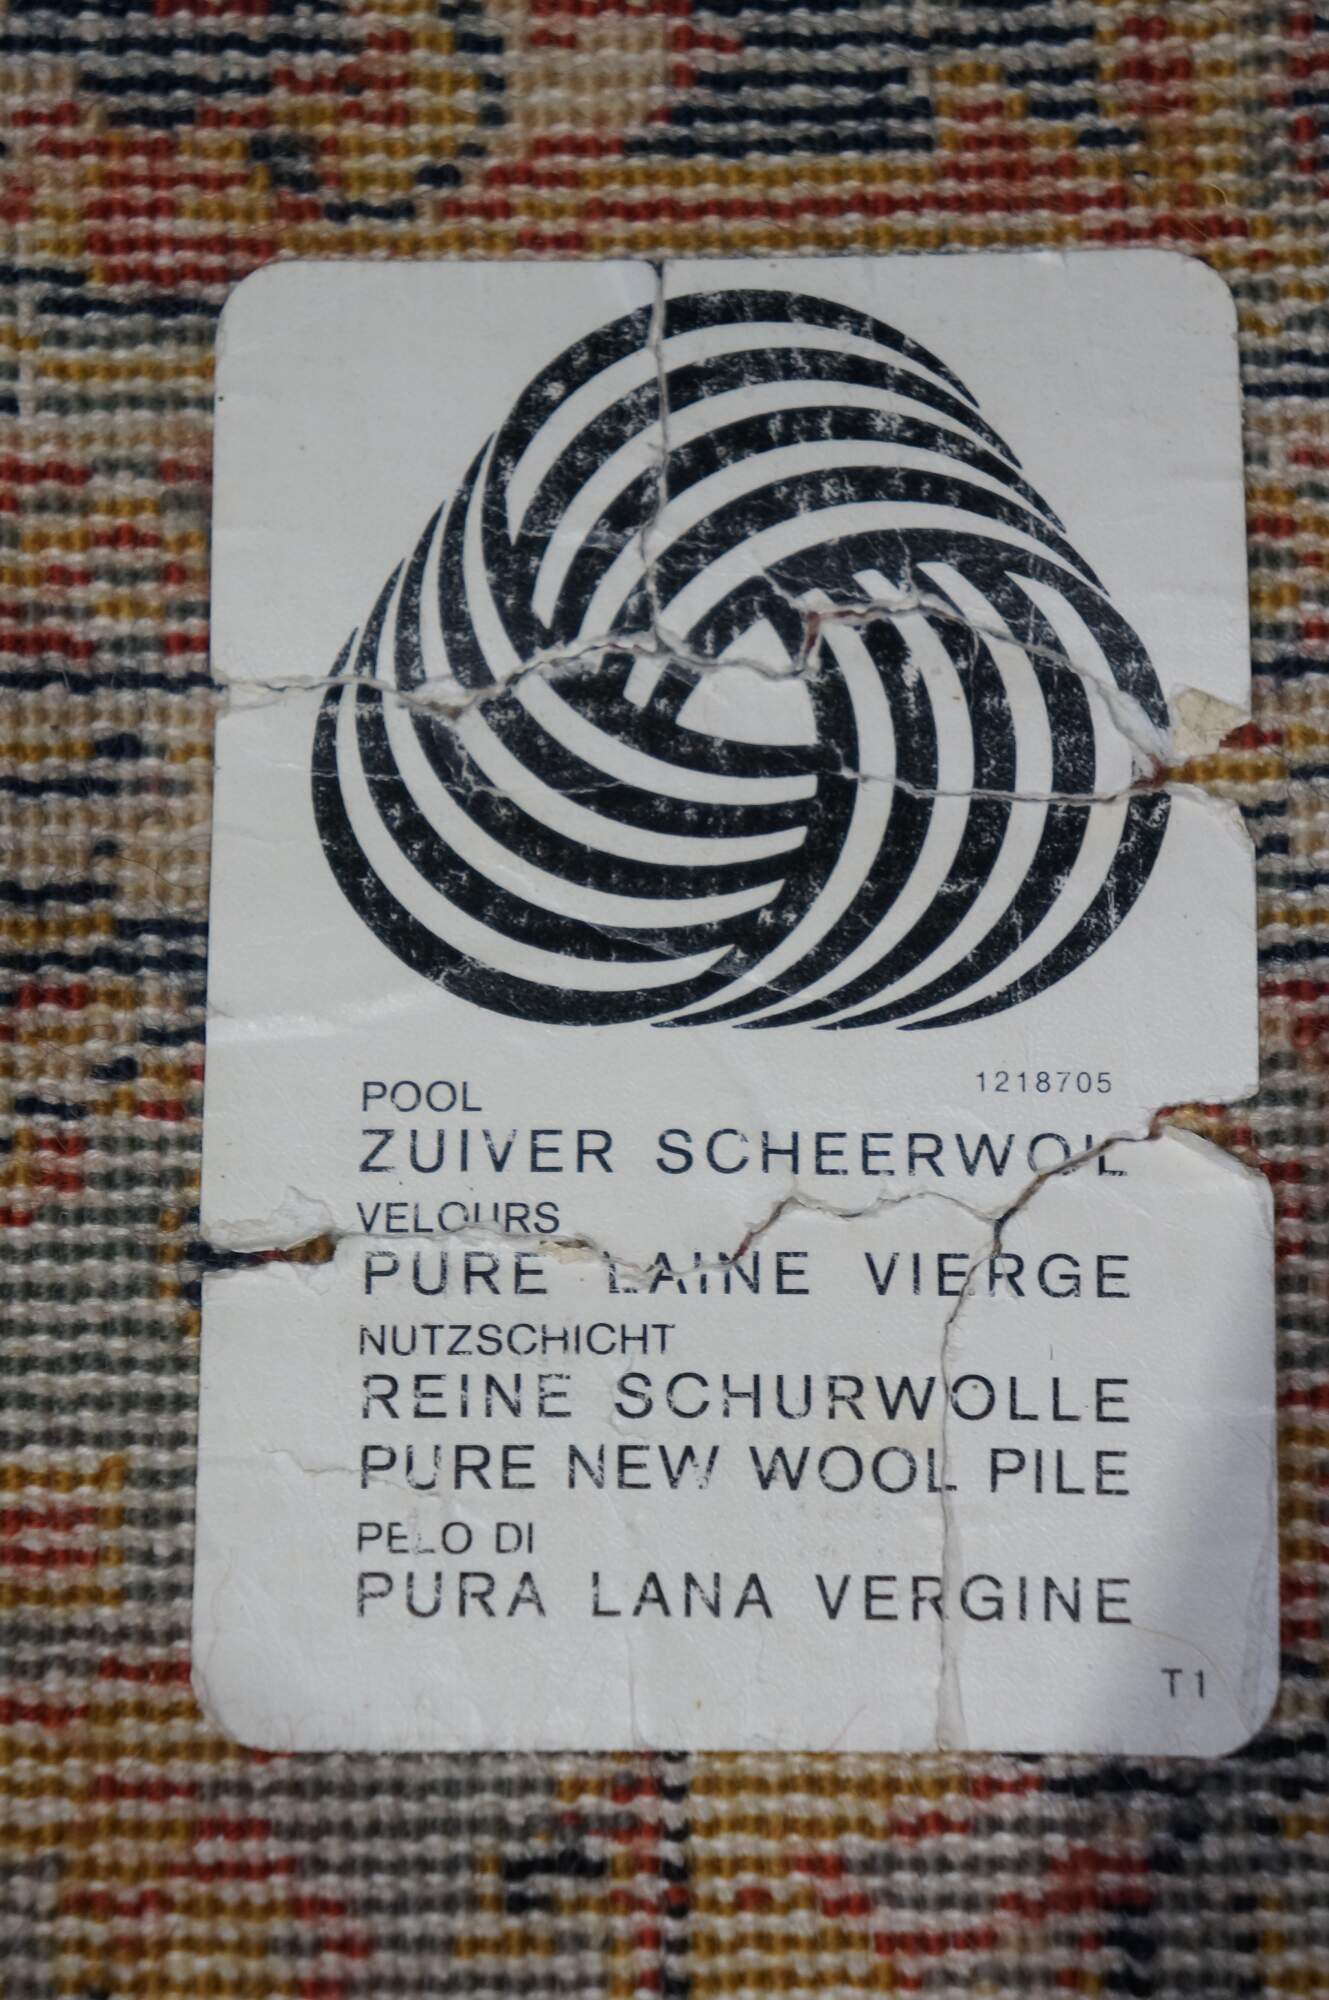 1218705
POOL
ZUIVER SCHEERWOL
VELOURS
PURE LAINE VIERGE
NUTZSCHICHT
REINE SCHURWOLLE
PURE NEW WOOL PILE
PELO DI
PURA LANA VERGINE
T1